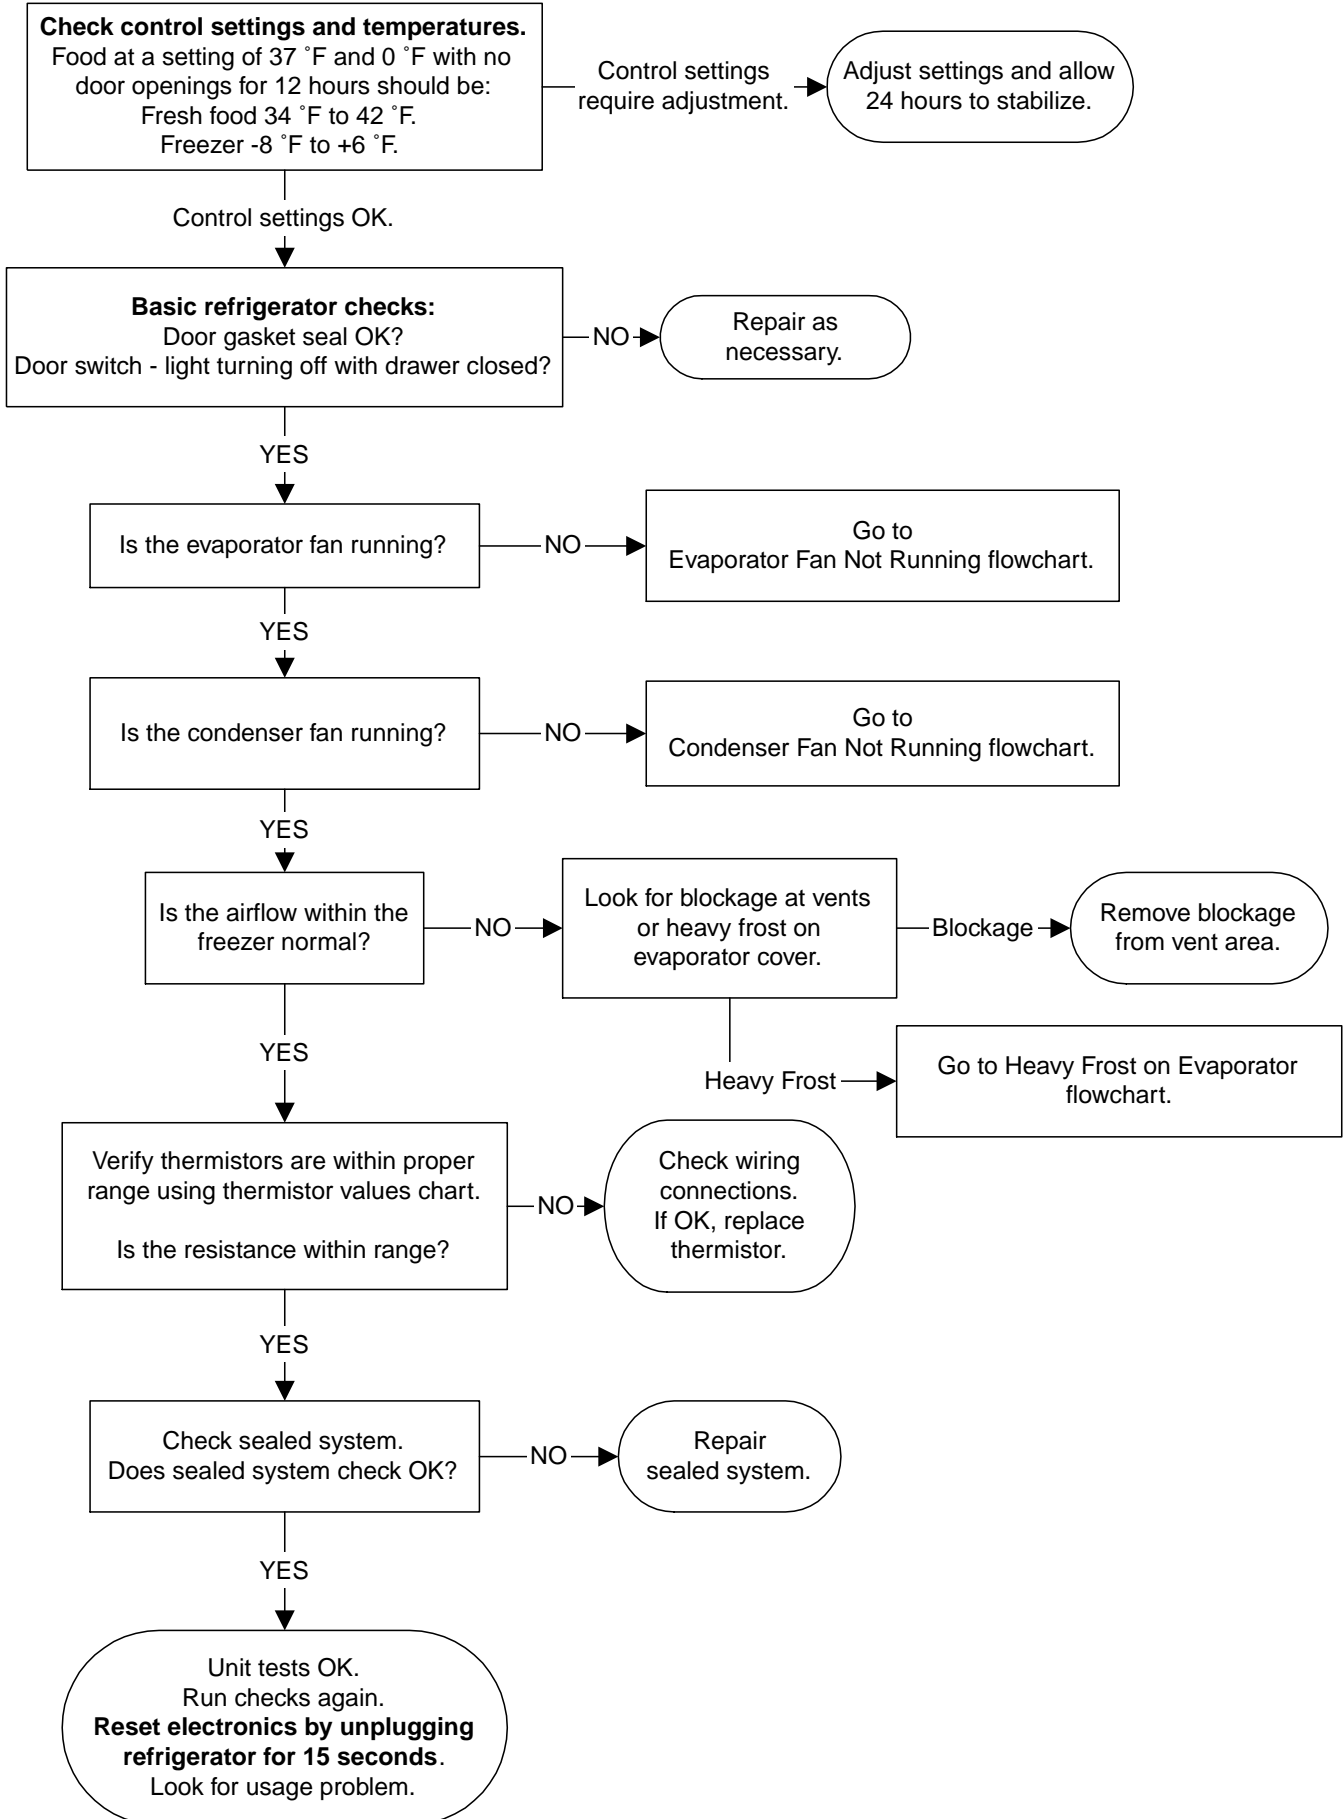 Check control settings and temperatures.
Food at a setting of 37 ˚F and 0 ˚F with no
door openings for 12 hours should be:
Fresh food 34 ˚F to 42 ˚F.
Freezer -8 ˚F to +6 ˚F.
Control settings
require adjustment.
Adjust settings and allow
24 hours to stabilize.
Control settings OK.
Basic refrigerator checks:
Door gasket seal OK?
Door switch - light turning off with drawer closed?
NO
Repair as
necessary.
YES
Is the evaporator fan running?
NO
Go to
Evaporator Fan Not Running flowchart.
YES
Is the condenser fan running?
NO
Go to
Condenser Fan Not Running flowchart.
YES
Is the airflow within the
freezer normal?
NO
Look for blockage at vents
or heavy frost on
evaporator cover.
Blockage
Remove blockage
from vent area.
YES
Heavy Frost
Go to Heavy Frost on Evaporator
flowchart.
Verify thermistors are within proper
range using thermistor values chart.
Is the resistance within range?
NO
Check wiring
connections.
If OK, replace
thermistor.
YES
Check sealed system.
Does sealed system check OK?
NO
Repair
sealed system.
YES
Unit tests OK.
Run checks again.
Reset electronics by unplugging
refrigerator for 15 seconds.
Look for usage problem.